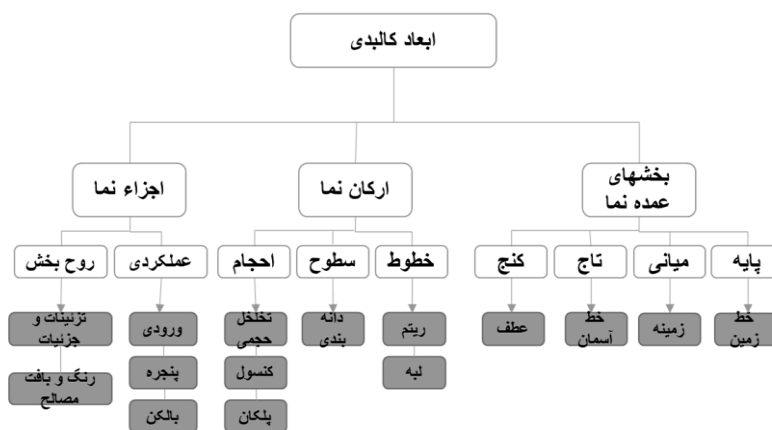 ابعاد کالبدی
بخشهای
عمده نما
ارکان نما
اجزاء نما
پایه
میانی
تاج
کنج
خطوط
سطوح
احجام
عملکردی
روح بخش
خط
زمین
زمینه
خط
آسمان
عطف
ریتم
لبه
دانه
بندی
تخلخل
حجمی
کنسول
پلکان
ورودی
پنجره
بالکن
تزئینات و
جزئیات
رنگ و بافت
مصالح